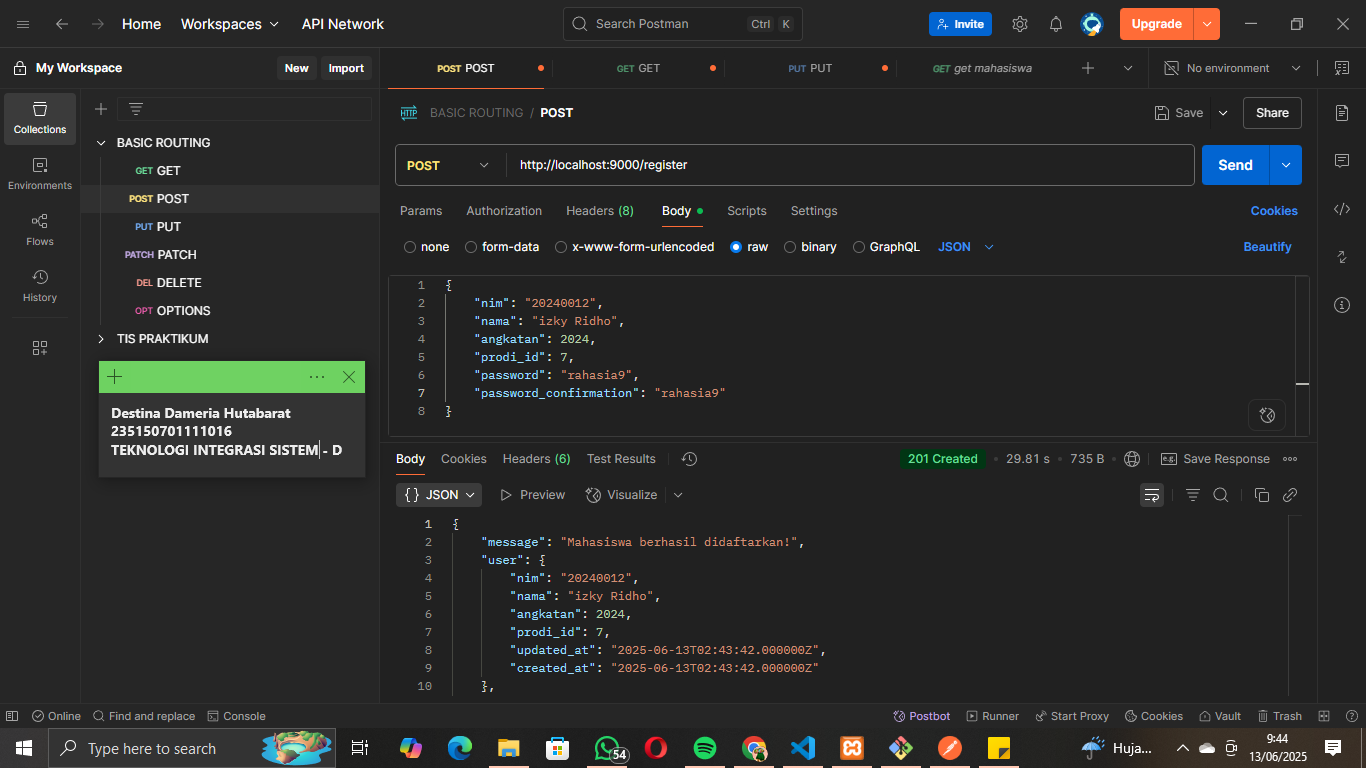 Home Workspaces API Network Search Postman Ctrl K Invite Upgrade
My Workspace New Import POST POST GET GET PUT PUT GET get mahasiswa No environment
Collections
Environments
Flows
History
BASIC ROUTING
GET GET
POST POST
PUT PUT
PATCH PATCH
DEL DELETE
OPT OPTIONS
TIS PRAKTIKUM
Destina Dameria Hutabarat
235150701111016
TEKNOLOGI INTEGRASI SISTEM - D
HTTP BASIC ROUTING / POST Save Share
POST http://localhost:9000/register Send
Params Authorization Headers (8) Body Scripts Settings Cookies
none form-data x-www-form-urlencoded raw binary GraphQL JSON Beautify
1 {
2 "nim": "20240012",
3 "nama": "izky Ridho",
4 "angkatan": 2024,
5 "prodi_id": 7,
6 "password": "rahasia9",
7 "password_confirmation": "rahasia9"
8 }
Body Cookies Headers (6) Test Results 201 Created 29.81 s 735 B e.g. Save Response
{} JSON Preview Visualize
1 {
2 "message": "Mahasiswa berhasil didaftarkan!",
3 "user": {
4 "nim": "20240012",
5 "nama": "izky Ridho",
6 "angkatan": 2024,
7 "prodi_id": 7,
8 "updated_at": "2025-06-13T02:43:42.000000Z",
9 "created_at": "2025-06-13T02:43:42.000000Z"
10 },
Online Find and replace Console Postbot Runner Start Proxy Cookies Vault Trash
Type here to search 54 Huja... 9:44
13/06/2025